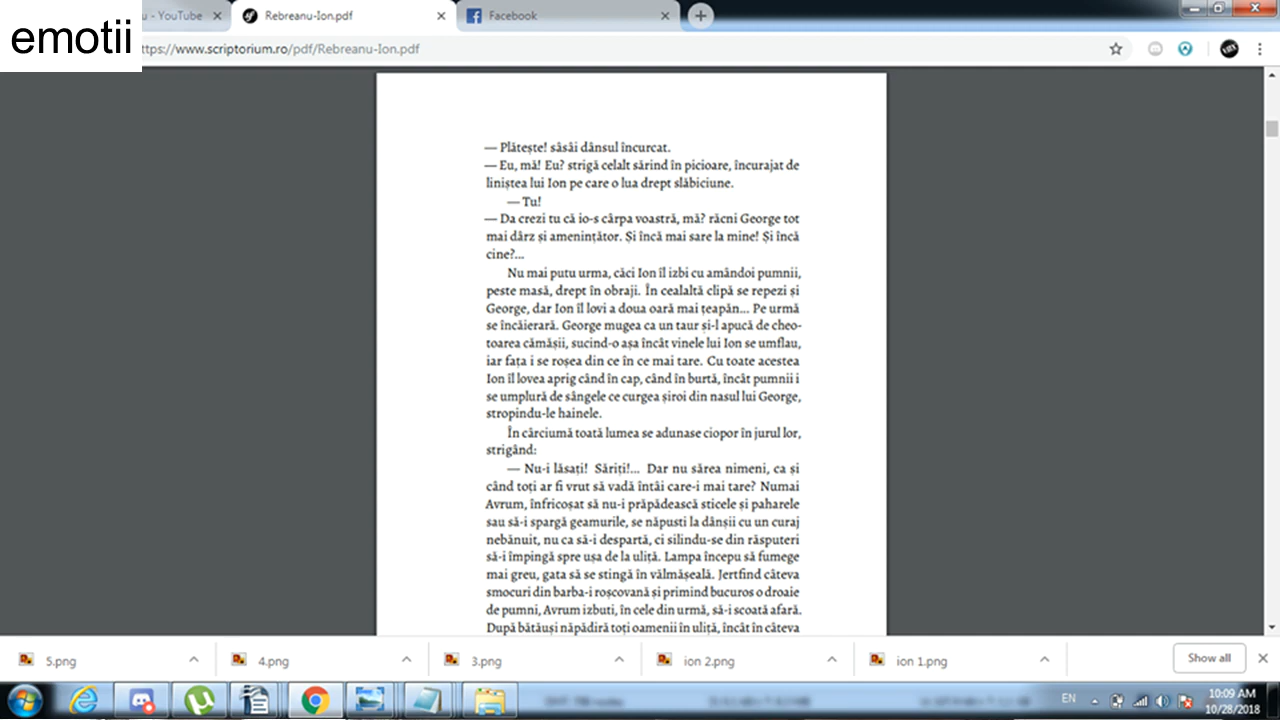 emotii
u - YouTube
Rebreanu-Ion.pdf
Facebook
ttps://www.scriptorium.ro/pdf/Rebreanu-Ion.pdf
— Plătește! sâsâi dânsul încurcat.
— Eu, mă! Eu? strigă celalt sărind în picioare, încurajat de
liniștea lui Ion pe care o lua drept slăbiciune.
— Tu!
— Da crezi tu că io-s cârpa voastră, mă? răcni George tot
mai dârz și amenințător. Și încă mai sare la mine! Și încă
cine?...
Nu mai putu urma, căci Ion îl izbi cu amândoi pumnii,
peste masă, drept în obraji. În cealaltă clipă se repezi și
George, dar Ion îl lovi a doua oară mai țeapăn... Pe urmă
se încăierară. George mugea ca un taur și-l apucă de cheo-
toarea cămășii, sucind-o așa încât vinele lui Ion se umflau,
iar fața i se roșea din ce în ce mai tare. Cu toate acestea
Ion îl lovea aprig când în cap, când în burtă, încât pumnii i
se umplură de sângele ce curgea șiroi din nasul lui George,
stropindu-le hainele.
În cârciumă toată lumea se adunase ciopor în jurul lor,
strigând:
— Nu-i lăsați! Săriți!... Dar nu sărea nimeni, ca și
când toți ar fi vrut să vadă întâi care-i mai tare? Numai
Avrum, înfricoșat să nu-i prăpădească sticele și paharele
sau să-i spargă geamurile, se năpusti la dânșii cu un curaj
nebănuit, nu ca să-i despartă, ci silindu-se din răsputeri
să-i împingă spre ușa de la uliță. Lampa începu să fumege
mai greu, gata să se stingă în vălmășeală. Jertfind câteva
smocuri din barba-i roșcovană și primind bucuros o droaie
de pumni, Avrum izbuti, în cele din urmă, să-i scoată afară.
După bătăuși năpădiră toți oamenii în uliță, încât în câteva
5.png
4.png
3.png
ion 2.png
ion 1.png
Show all
EN
10:09 AM
10/28/2018